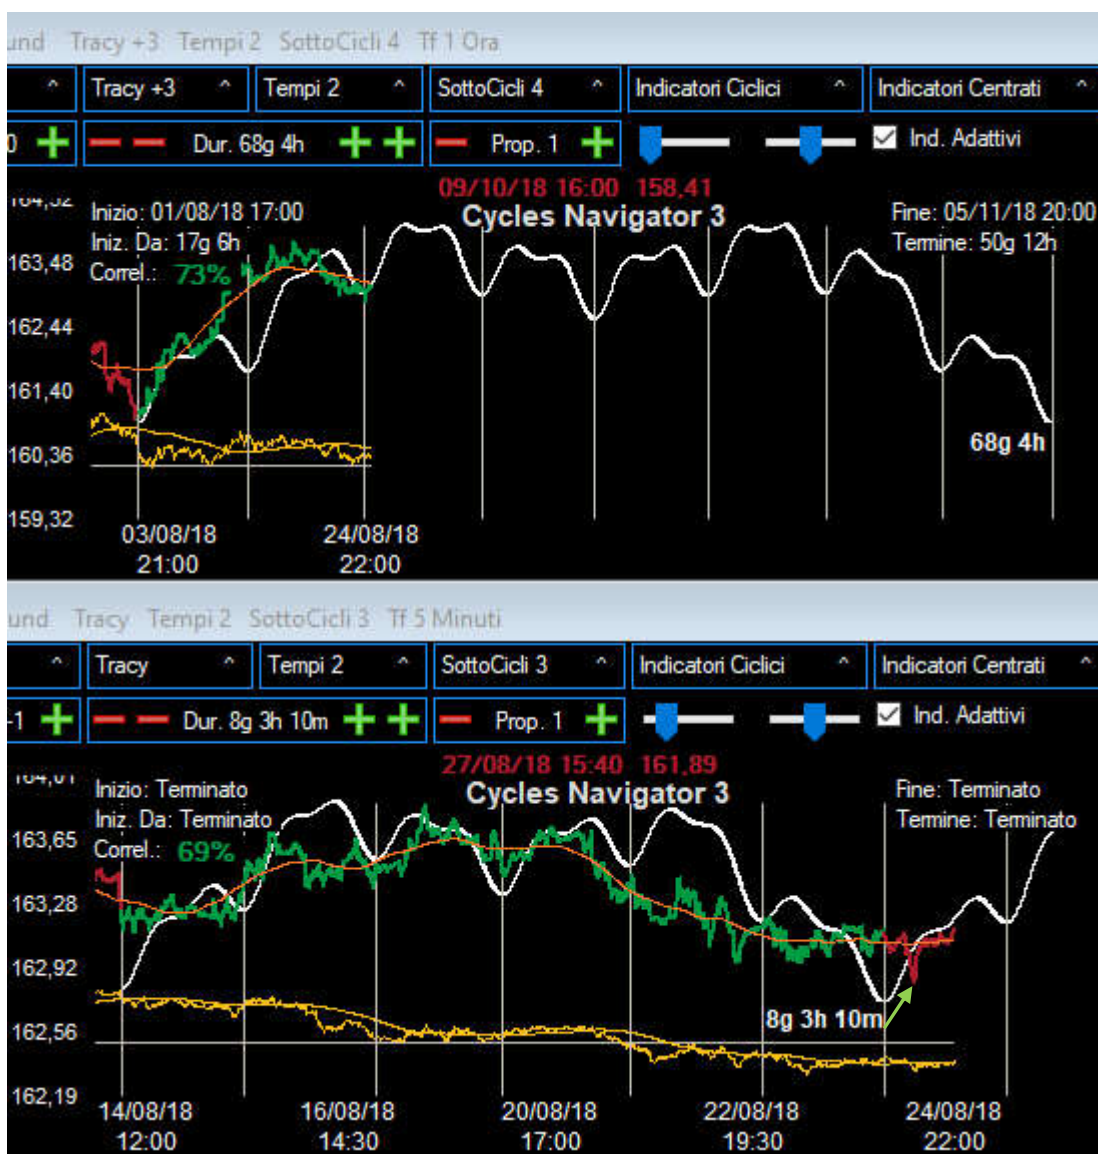 Tracy +3 Tempi 2 SottoCicli 4 Tf 1 Ora
^ Tracy +3 ^ Tempi 2 ^ SottoCicli 4 ^ Indicatori Ciclici ^ Indicatori Centrati ^
Dur. 68g 4h Prop. 1 Ind. Adattivi
09/10/18 16:00 158,41
Inizio: 01/08/18 17:00 Cycles Navigator 3 Fine: 05/11/18 20:00
Iniz. Da: 17g 6h Termine: 50g 12h
163,48 Correl.: 73%
162,44
161,40
160,36 68g 4h
159,32
03/08/18 24/08/18
21:00 22:00
Tracy Tempi 2 SottoCicli 3 Tf 5 Minuti
^ Tracy ^ Tempi 2 ^ SottoCicli 3 ^ Indicatori Ciclici ^ Indicatori Centrati ^
-1 Dur. 8g 3h 10m Prop. 1 Ind. Adattivi
27/08/18 15:40 161,89
Inizio: Terminato Cycles Navigator 3 Fine: Terminato
Iniz. Da: Terminato Termine: Terminato
163,65 Correl.: 69%
163,28
162,92
8g 3h 10m
162,56
162,19
14/08/18 16/08/18 20/08/18 22/08/18 24/08/18
12:00 14:30 17:00 19:30 22:00